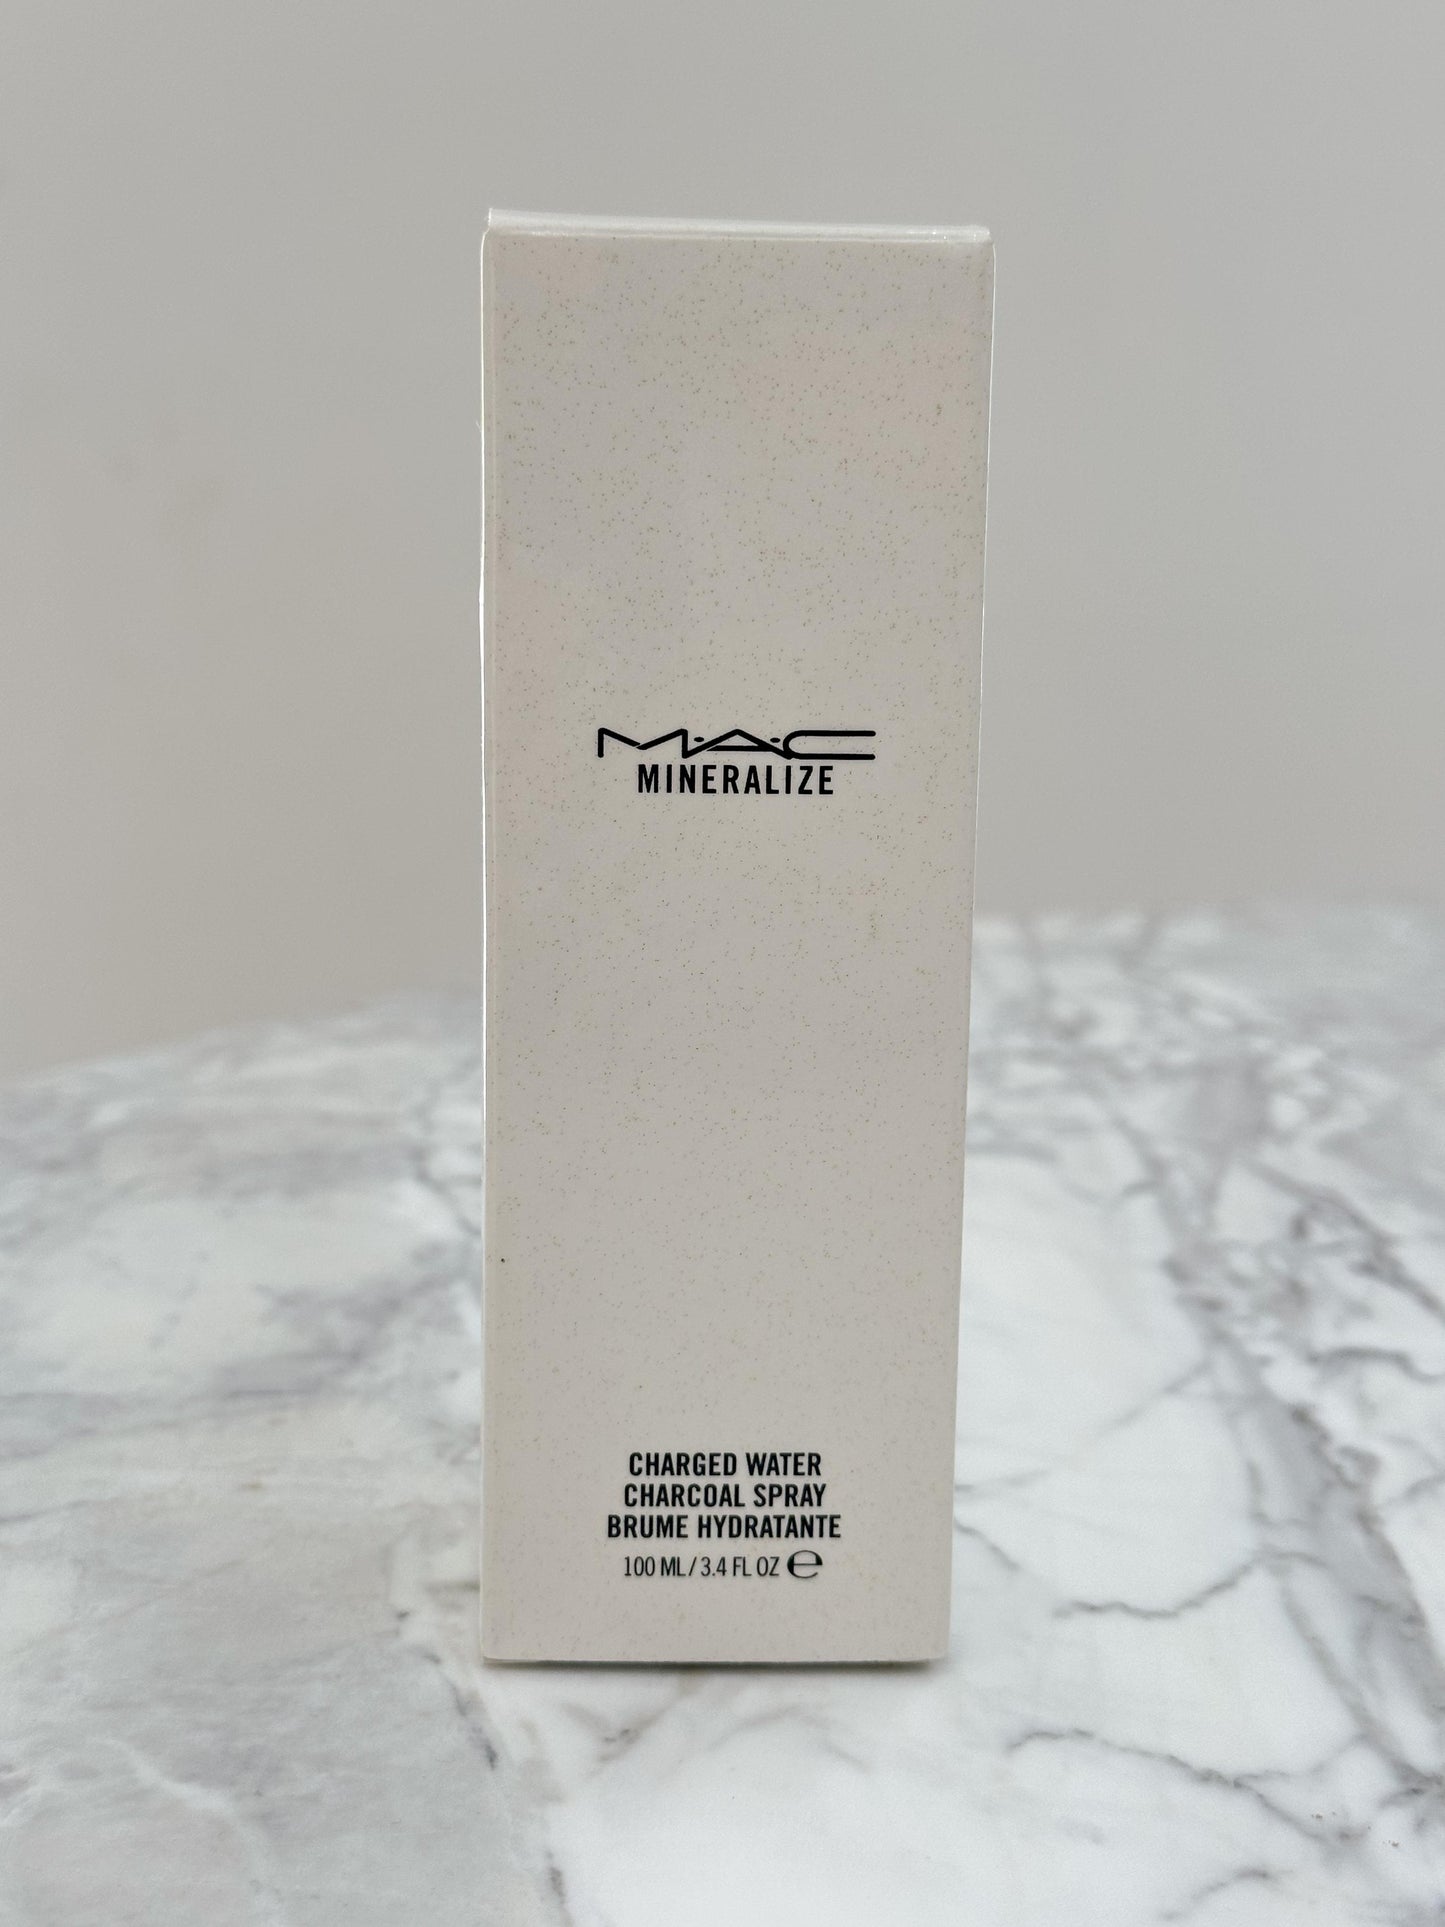 M·A·C
MINERALIZE
CHARGED WATER
CHARCOAL SPRAY
BRUME HYDRATANTE
100 ML / 3.4 FL OZ ℮